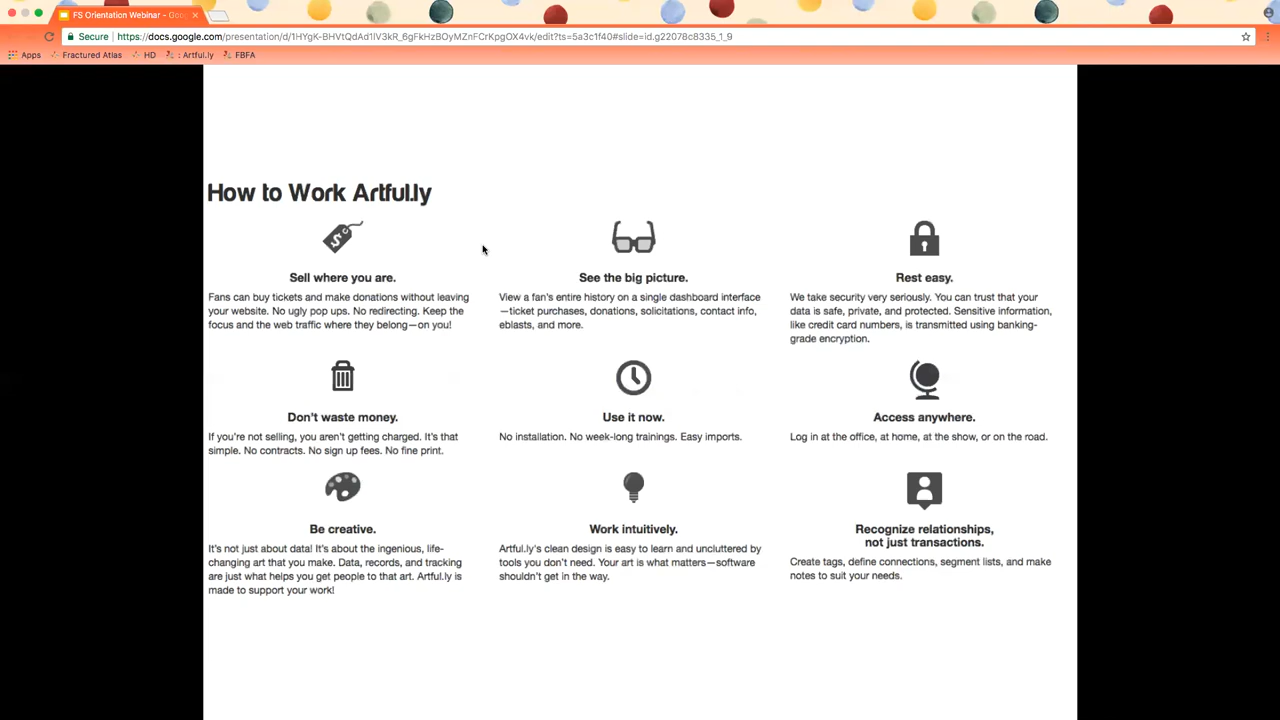 FS Orientation Webinar - Goo
Secure
https://docs.google.com/presentation/d/1HYgK-BHVtQdAd1lV3kR_6gFkHzBOyMZnFCrKpgOX4vk/edit?ts=5a3c1f40#slide=id.g22078c8335_1_9
Apps Fractured Atlas HD : Artful.ly FBFA
How to Work Artful.ly
Sell where you are.
Fans can buy tickets and make donations without leaving
your website. No ugly pop ups. No redirecting. Keep the
focus and the web traffic where they belong—on you!
See the big picture.
View a fan's entire history on a single dashboard interface
—ticket purchases, donations, solicitations, contact info,
eblasts, and more.
Rest easy.
We take security very seriously. You can trust that your
data is safe, private, and protected. Sensitive information,
like credit card numbers, is transmitted using banking-
grade encryption.
Don't waste money.
If you're not selling, you aren't getting charged. It's that
simple. No contracts. No sign up fees. No fine print.
Use it now.
No installation. No week-long trainings. Easy imports.
Access anywhere.
Log in at the office, at home, at the show, or on the road.
Be creative.
It's not just about data! It's about the ingenious, life-
changing art that you make. Data, records, and tracking
are just what helps you get people to that art. Artful.ly is
made to support your work!
Work intuitively.
Artful.ly's clean design is easy to learn and uncluttered by
tools you don't need. Your art is what matters—software
shouldn't get in the way.
Recognize relationships,
not just transactions.
Create tags, define connections, segment lists, and make
notes to suit your needs.